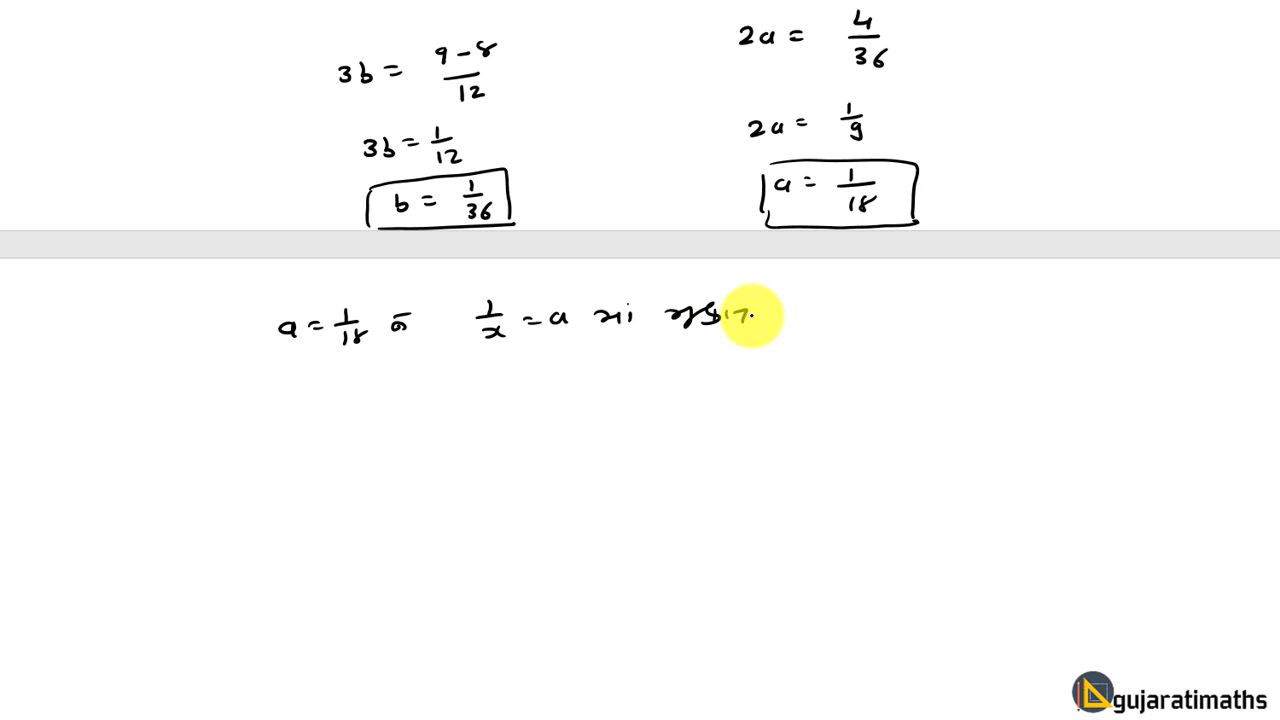 3b = 9-8/12
3b = 1/12
b = 1/36
2a = 4/36
2a = 1/9
a = 1/18
a = 1/18 ને 1/x = a માં મૂકતા
gujaratimaths